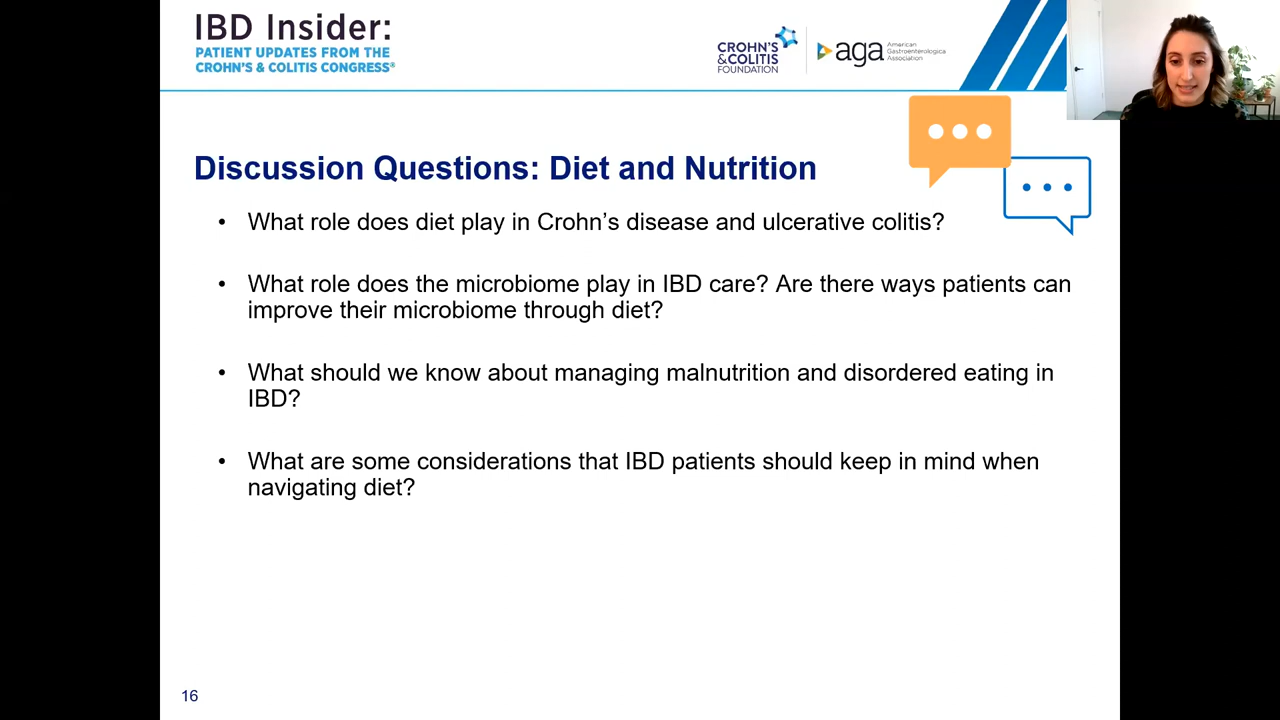 IBD Insider:
PATIENT UPDATES FROM THE
CROHN'S & COLITIS CONGRESS®
CROHN'S
&COLITIS
FOUNDATION
aga
American
Gastroenterological
Association
Discussion Questions: Diet and Nutrition
• What role does diet play in Crohn’s disease and ulcerative colitis?
• What role does the microbiome play in IBD care? Are there ways patients can
improve their microbiome through diet?
• What should we know about managing malnutrition and disordered eating in
IBD?
• What are some considerations that IBD patients should keep in mind when
navigating diet?
16